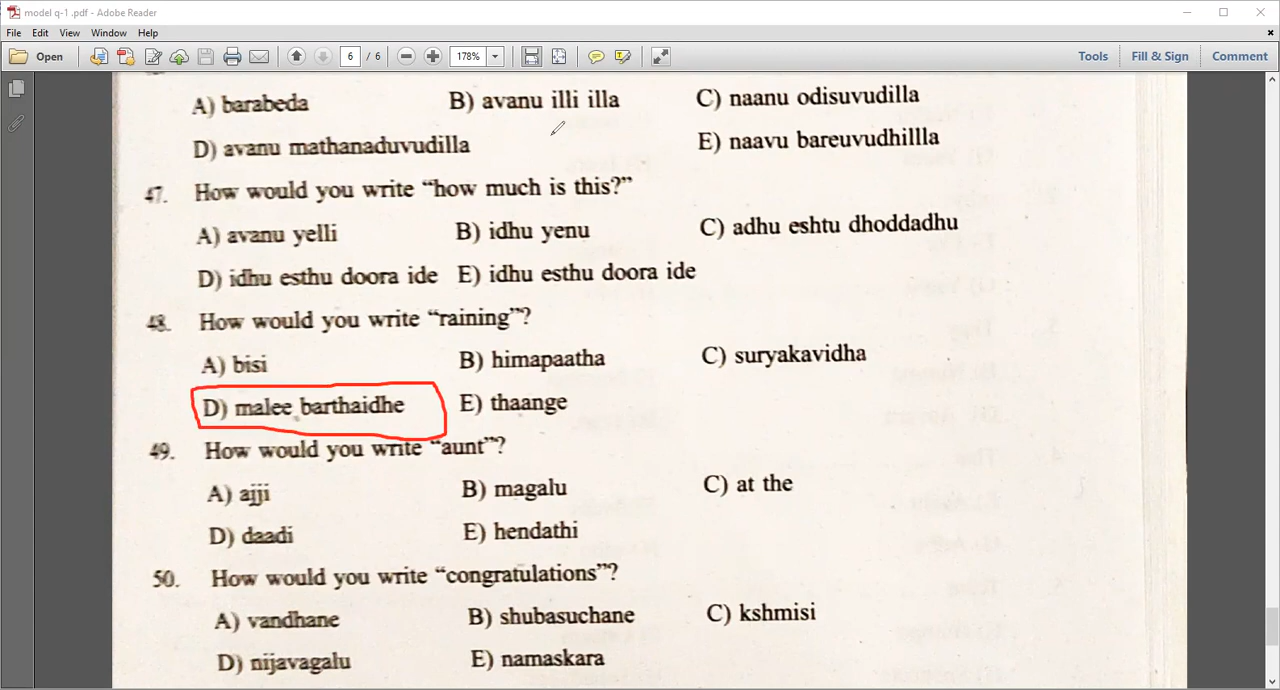 model q-1 .pdf - Adobe Reader
File Edit View Window Help
Open 6 / 6 178% Tools Fill & Sign Comment
A) barabeda B) avanu illi illa C) naanu odisuvudilla
D) avanu mathanaduvudilla E) naavu bareuvudhillla
47. How would you write “how much is this?”
A) avanu yelli B) idhu yenu C) adhu eshtu dhoddadhu
D) idhu esthu doora ide E) idhu esthu doora ide
48. How would you write “raining”?
A) bisi B) himapaatha C) suryakavidha
D) malee barthaidhe E) thaange
49. How would you write “aunt”?
A) ajji B) magalu C) at the
D) daadi E) hendathi
50. How would you write “congratulations”?
A) vandhane B) shubasuchane C) kshmisi
D) nijavagalu E) namaskara